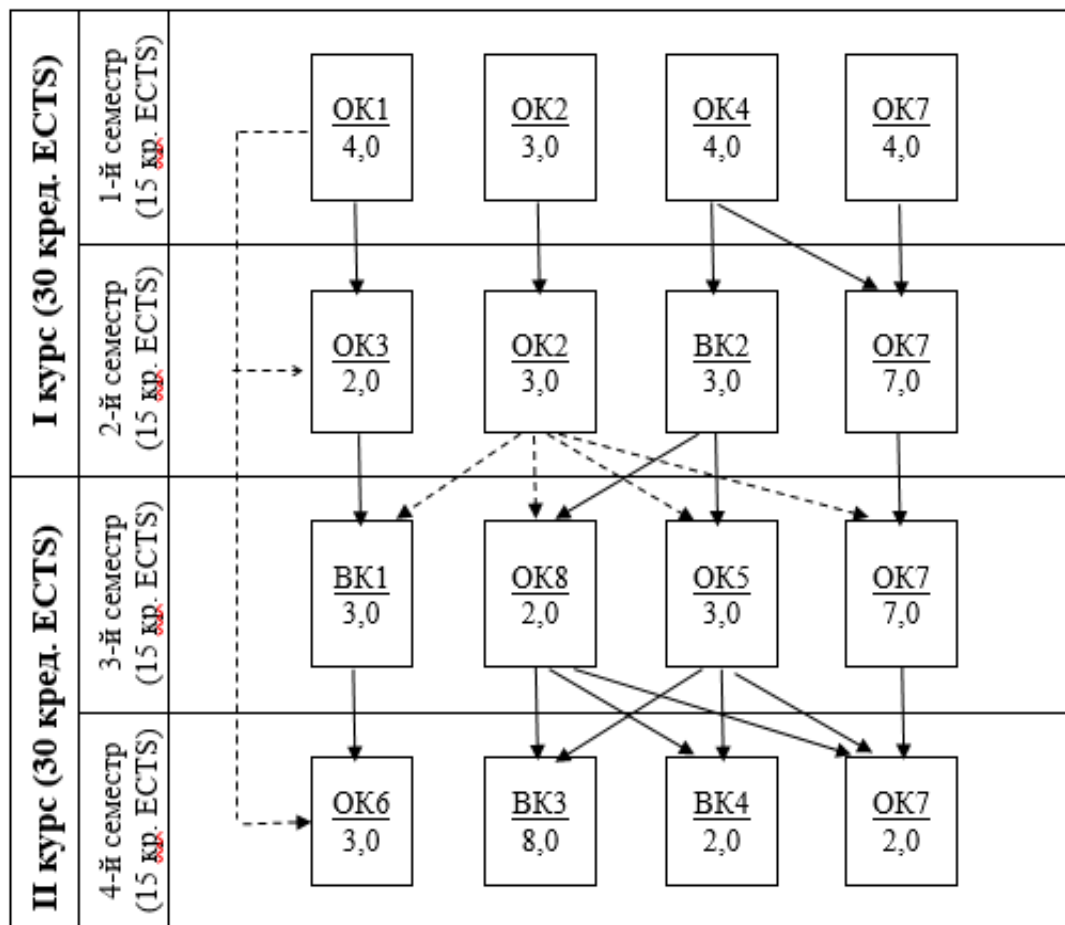 I курс (30 кред. ECTS)
1-й семестр
(15 кр. ECTS)
ОК1
4,0
ОК2
3,0
ОК4
4,0
ОК7
4,0
2-й семестр
(15 кр. ECTS)
ОК3
2,0
ОК2
3,0
ВК2
3,0
ОК7
7,0
II курс (30 кред. ECTS)
3-й семестр
(15 кр. ECTS)
ВК1
3,0
ОК8
2,0
ОК5
3,0
ОК7
7,0
4-й семестр
(15 кр. ECTS)
ОК6
3,0
ВК3
8,0
ВК4
2,0
ОК7
2,0